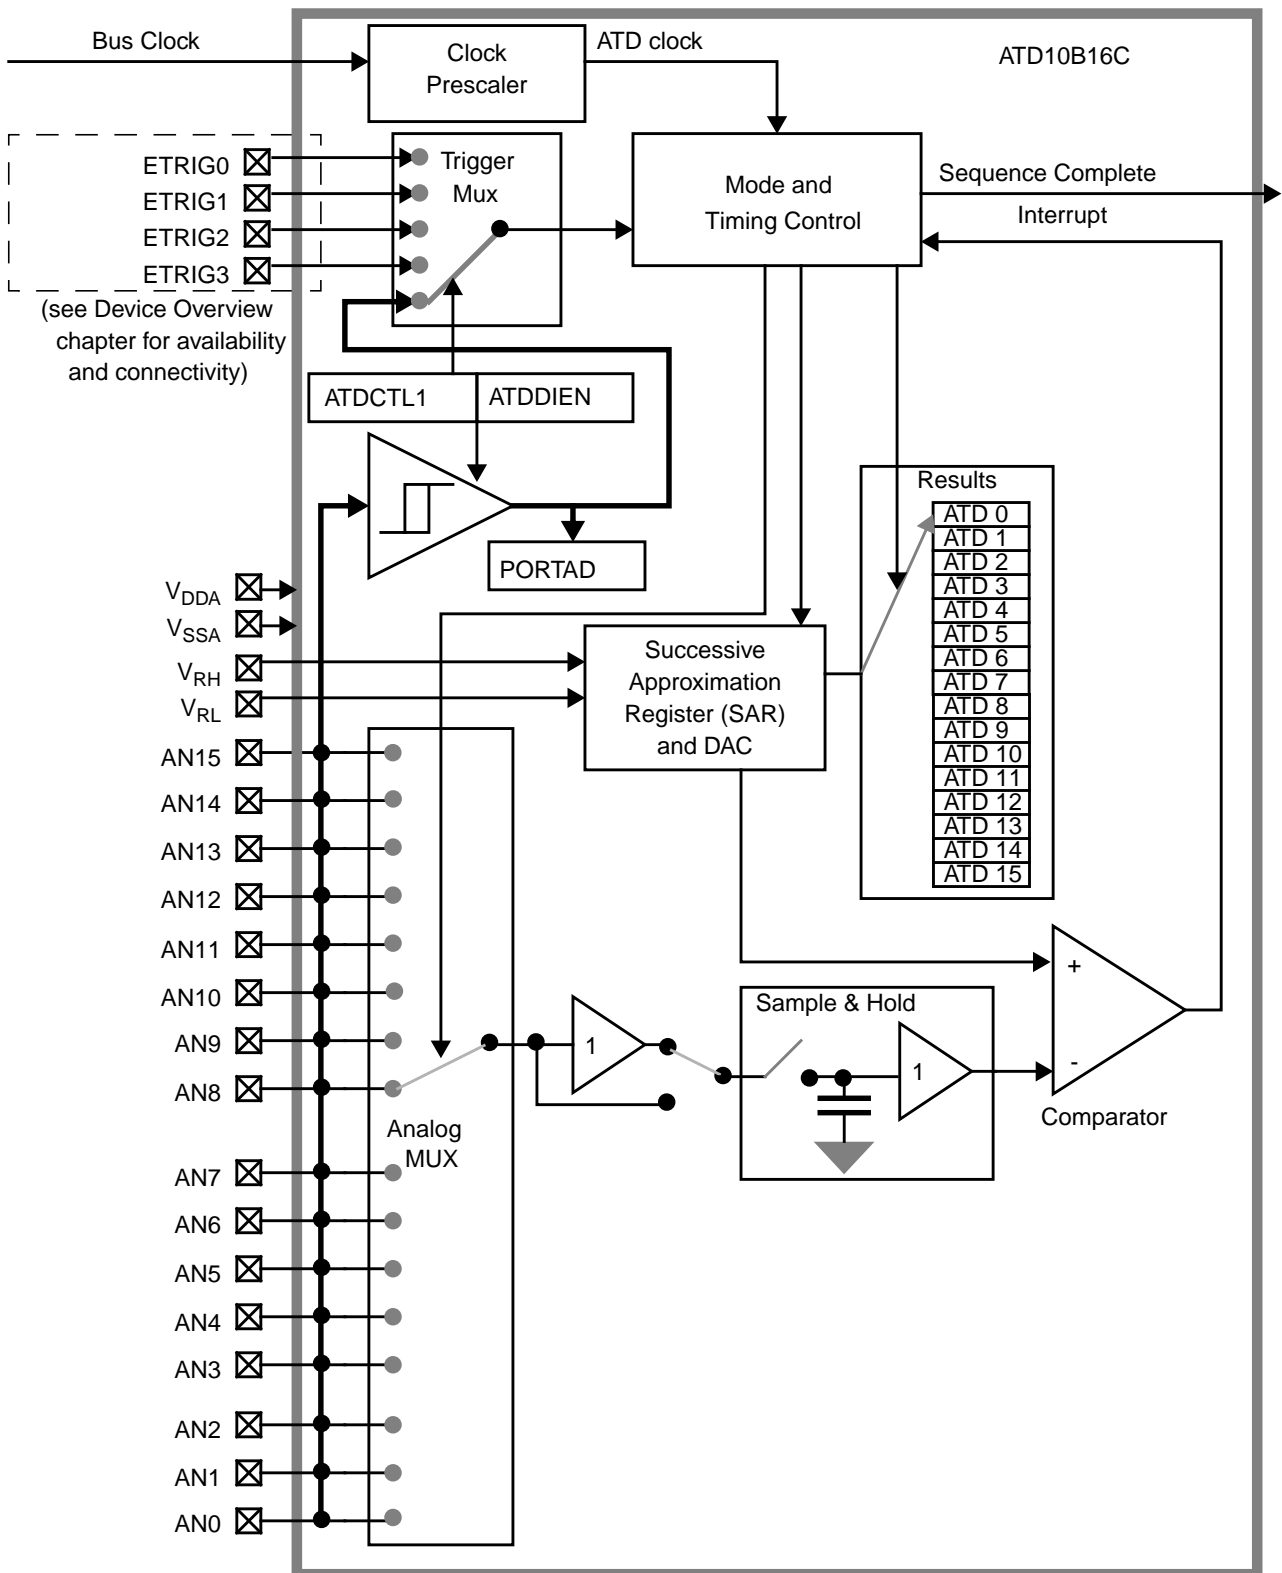 Bus Clock
Clock
Prescaler
ATD clock
ATD10B16C
ETRIG0
ETRIG1
ETRIG2
ETRIG3
(see Device Overview
chapter for availability
and connectivity)
Trigger
Mux
Mode and
Timing Control
Sequence Complete
Interrupt
ATDCTL1
ATDDIEN
PORTAD
Results
ATD 0
ATD 1
ATD 2
ATD 3
ATD 4
ATD 5
ATD 6
ATD 7
ATD 8
ATD 9
ATD 10
ATD 11
ATD 12
ATD 13
ATD 14
ATD 15
VDDA
VSSA
VRH
VRL
Successive
Approximation
Register (SAR)
and DAC
AN15
AN14
AN13
AN12
AN11
AN10
AN9
AN8
AN7
AN6
AN5
AN4
AN3
AN2
AN1
AN0
Analog
MUX
1
Sample & Hold
1
+
-
Comparator